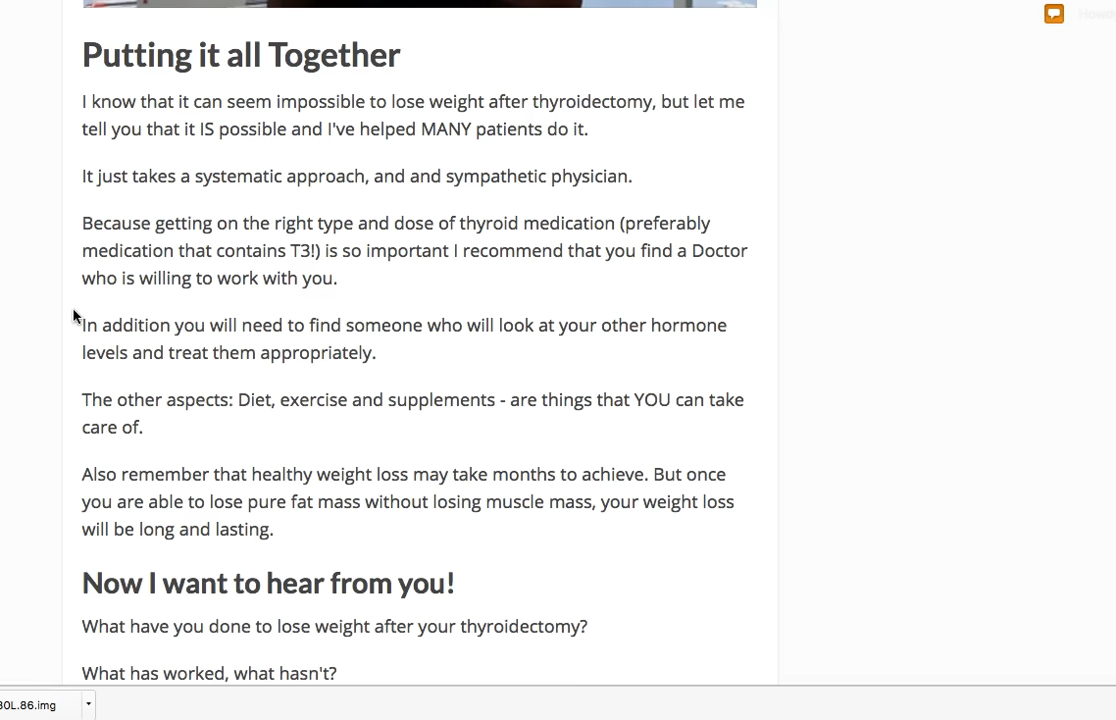 Putting it all Together
I know that it can seem impossible to lose weight after thyroidectomy, but let me
tell you that it IS possible and I've helped MANY patients do it.
It just takes a systematic approach, and and sympathetic physician.
Because getting on the right type and dose of thyroid medication (preferably
medication that contains T3!) is so important I recommend that you find a Doctor
who is willing to work with you.
In addition you will need to find someone who will look at your other hormone
levels and treat them appropriately.
The other aspects: Diet, exercise and supplements - are things that YOU can take
care of.
Also remember that healthy weight loss may take months to achieve. But once
you are able to lose pure fat mass without losing muscle mass, your weight loss
will be long and lasting.
Now I want to hear from you!
What have you done to lose weight after your thyroidectomy?
What has worked, what hasn't?
30L.86.img